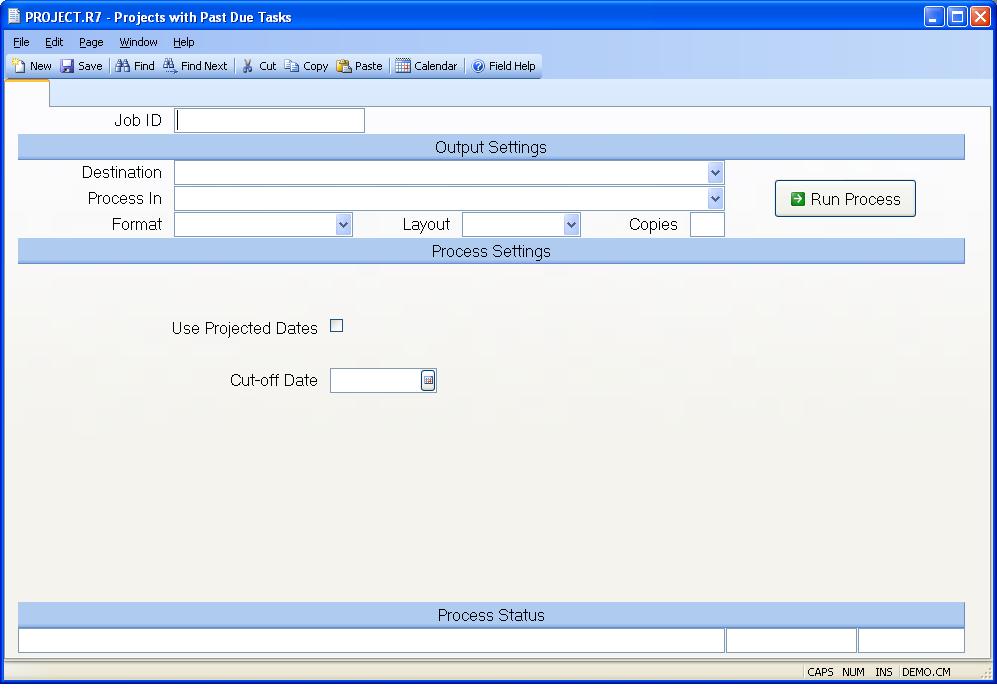 PROJECT.R7 - Projects with Past Due Tasks
File Edit Page Window Help
New Save Find Find Next Cut Copy Paste Calendar Field Help
Job ID
Output Settings
Destination
Process In
Run Process
Format Layout Copies
Process Settings
Use Projected Dates
Cut-off Date
Process Status
CAPS NUM INS DEMO.CM